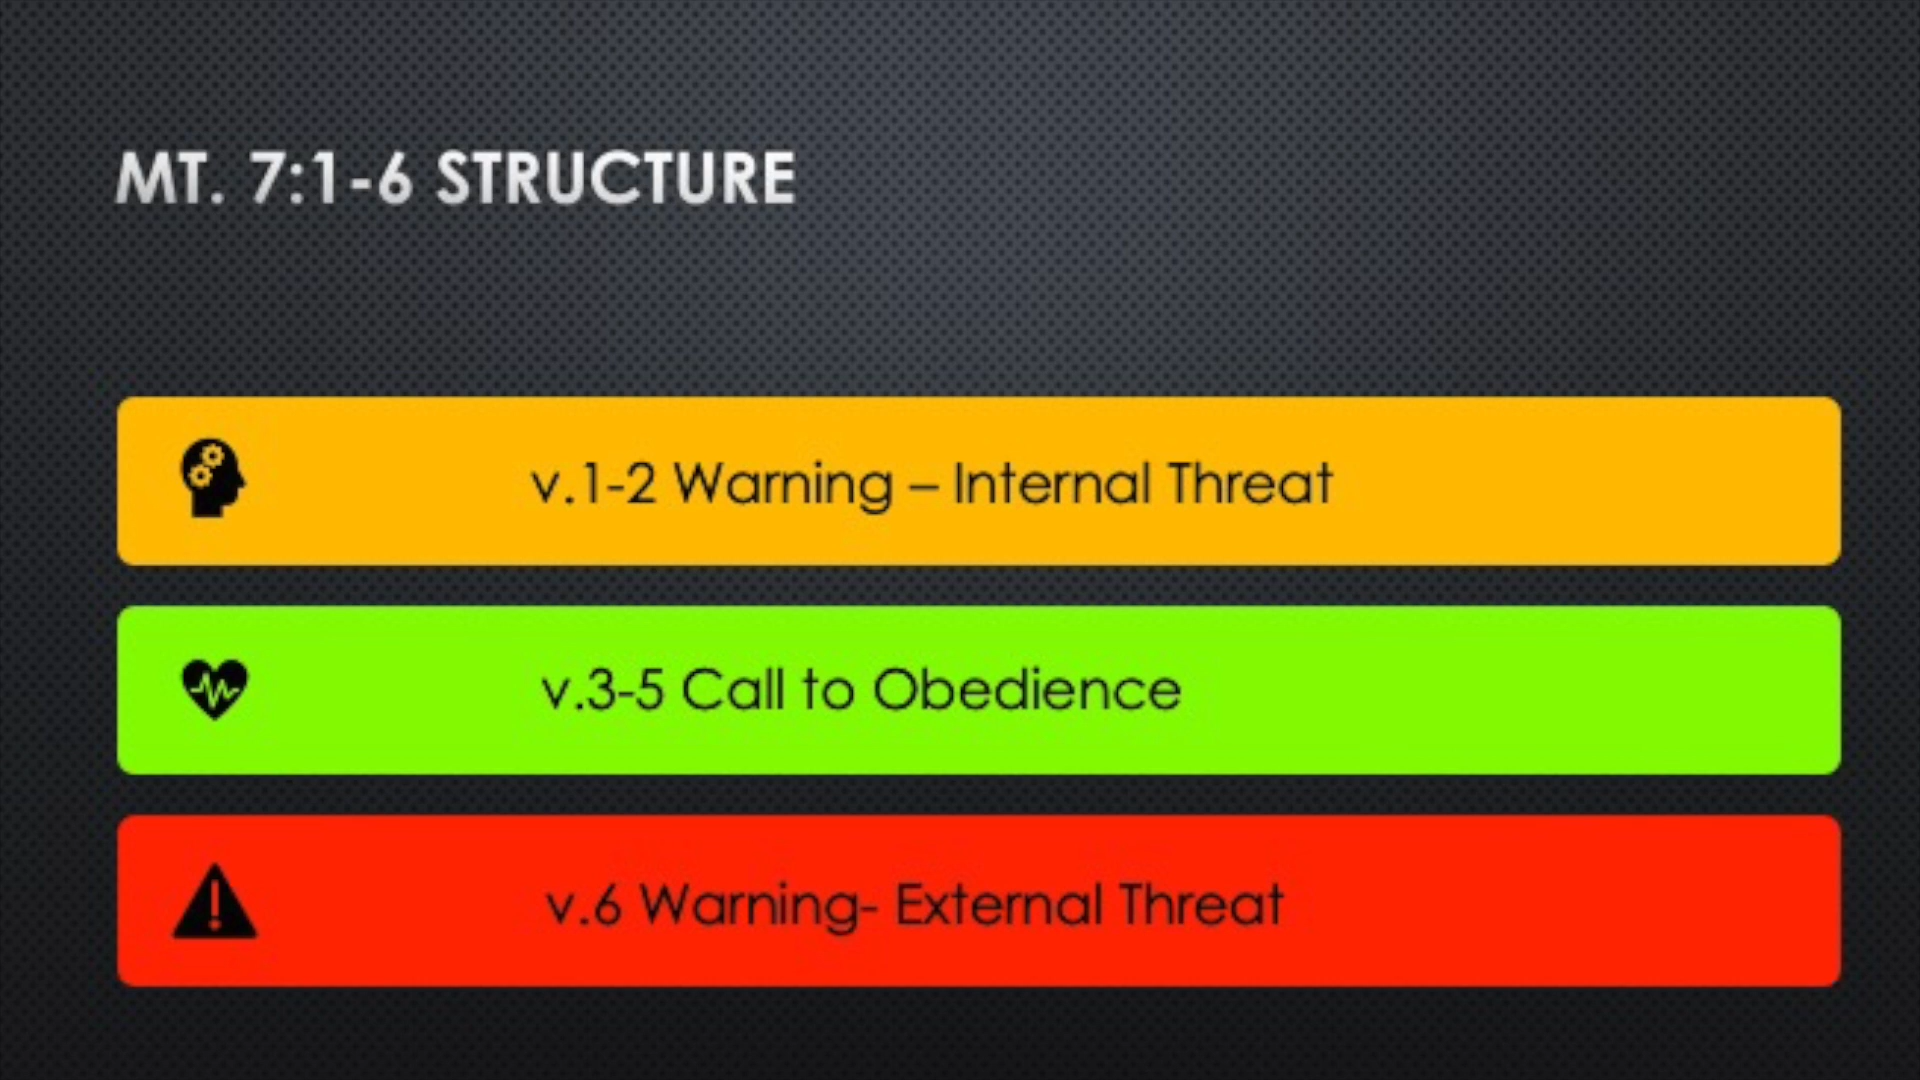 MT. 7:1-6 STRUCTURE
v.1-2 Warning – Internal Threat
v.3-5 Call to Obedience
v.6 Warning- External Threat